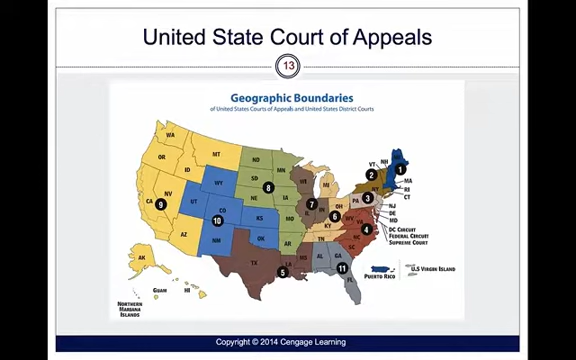 United State Court of Appeals
13
Geographic Boundaries
of United States Courts of Appeals and United States District Courts
WA
MT
ND
OR
ID
SD
WY
NV
CA
UT
CO
NE
KS
IA
MO
AZ
NM
OK
AR
TX
LA
MS
AL
GA
FL
TN
SC
NC
VA
WV
KY
OH
IN
IL
WI
MI
MN
PA
NY
VT
NH
ME
MA
RI
CT
NJ
DE
MD
DC CIRCUIT
FEDERAL CIRCUIT
SUPREME COURT
1
2
3
4
5
6
7
8
9
10
11
AK
HI
GUAM
NORTHERN
MARIANA
ISLANDS
PUERTO RICO
U.S VIRGIN ISLAND
Copyright © 2014 Cengage Learning